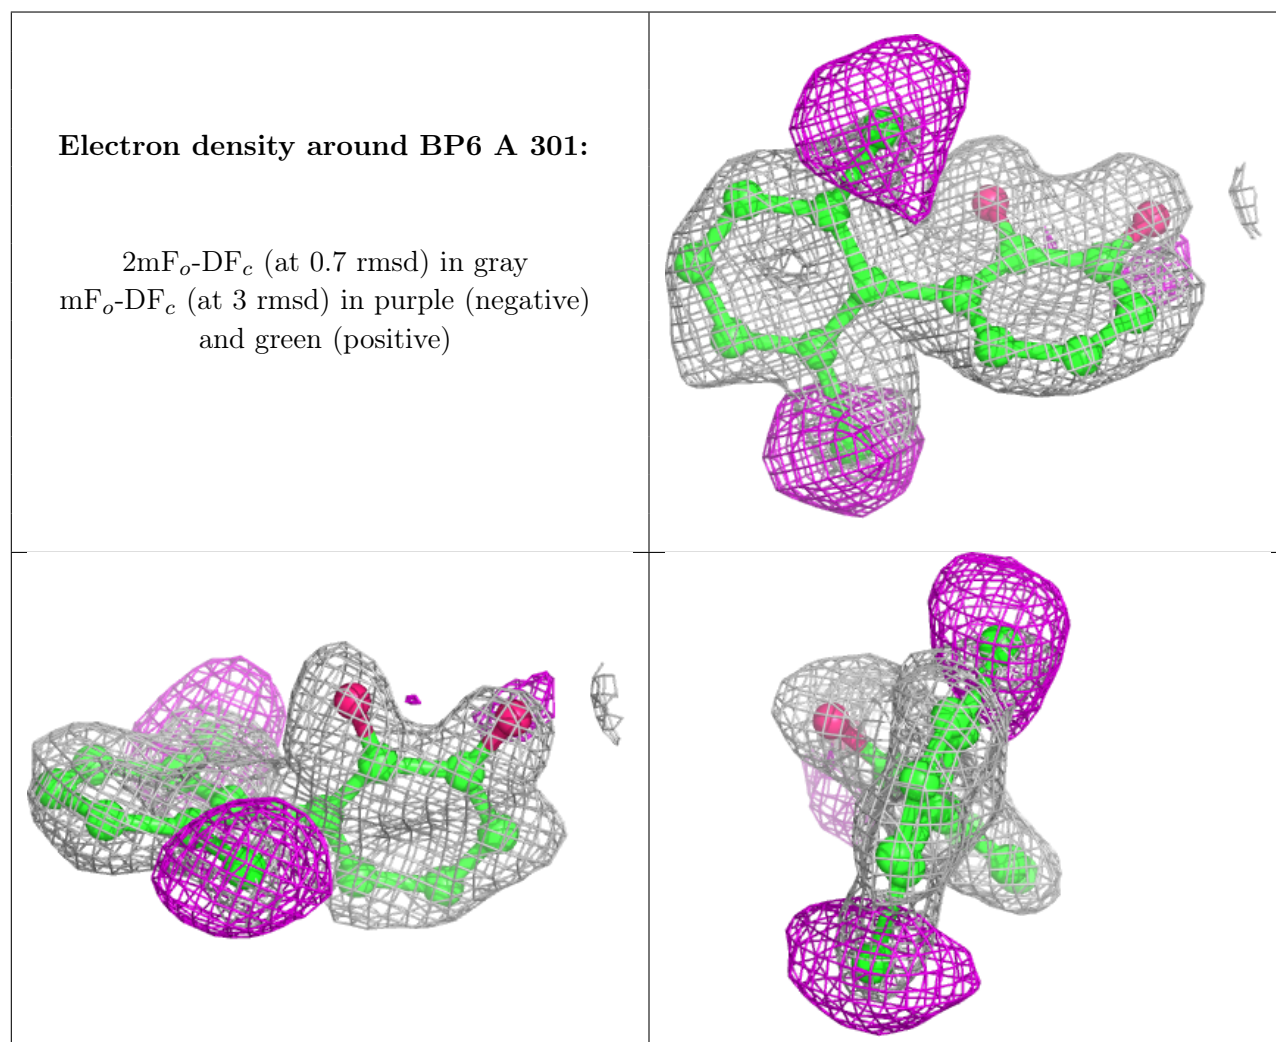 Electron density around BP6 A 301:
2mFo-DFc (at 0.7 rmsd) in gray
mFo-DFc (at 3 rmsd) in purple (negative)
and green (positive)